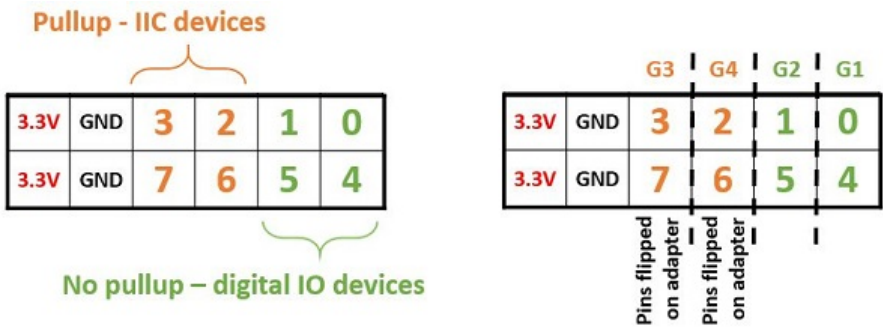 Pullup - IIC devices
3.3V GND 3 2 1 0
3.3V GND 7 6 5 4
No pullup – digital IO devices
G3 G4 G2 G1
3.3V GND 3 2 1 0
3.3V GND 7 6 5 4
Pins flipped
on adapter
Pins flipped
on adapter